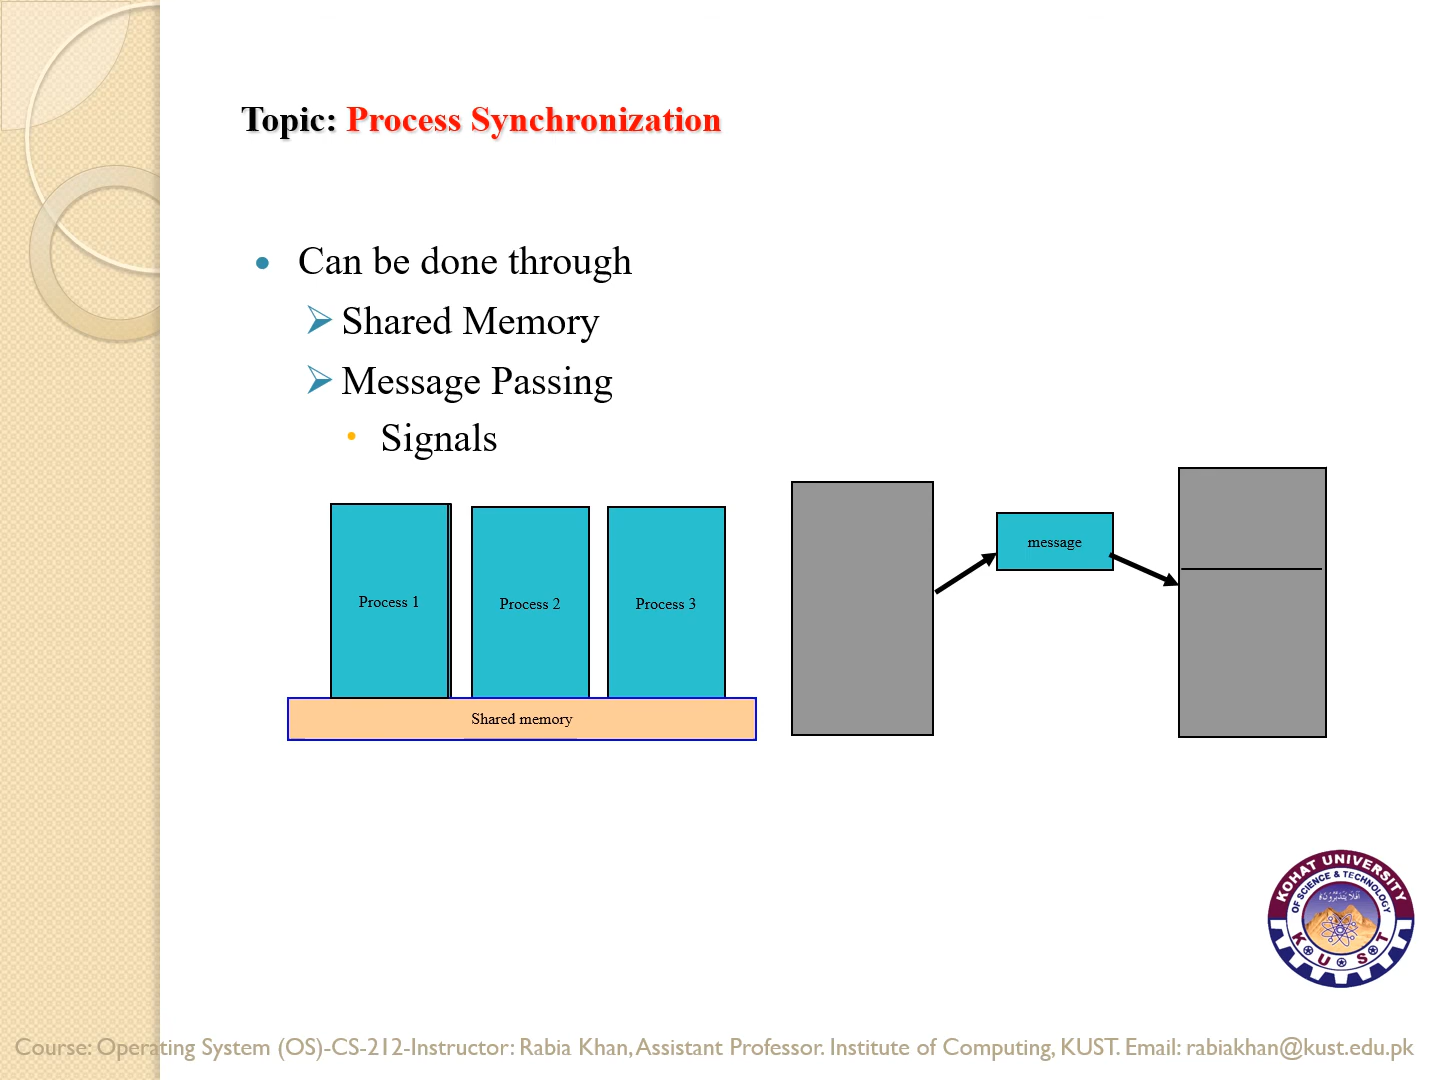 Topic: Process Synchronization
Can be done through
Shared Memory
Message Passing
Signals
message
Process 1
Process 2
Process 3
Shared memory
KOHAT UNIVERSITY
OF SCIENCE & TECHNOLOGY
K U S T
Course: Operating System (OS)-CS-212-Instructor: Rabia Khan, Assistant Professor. Institute of Computing, KUST. Email: rabiakhan@kust.edu.pk